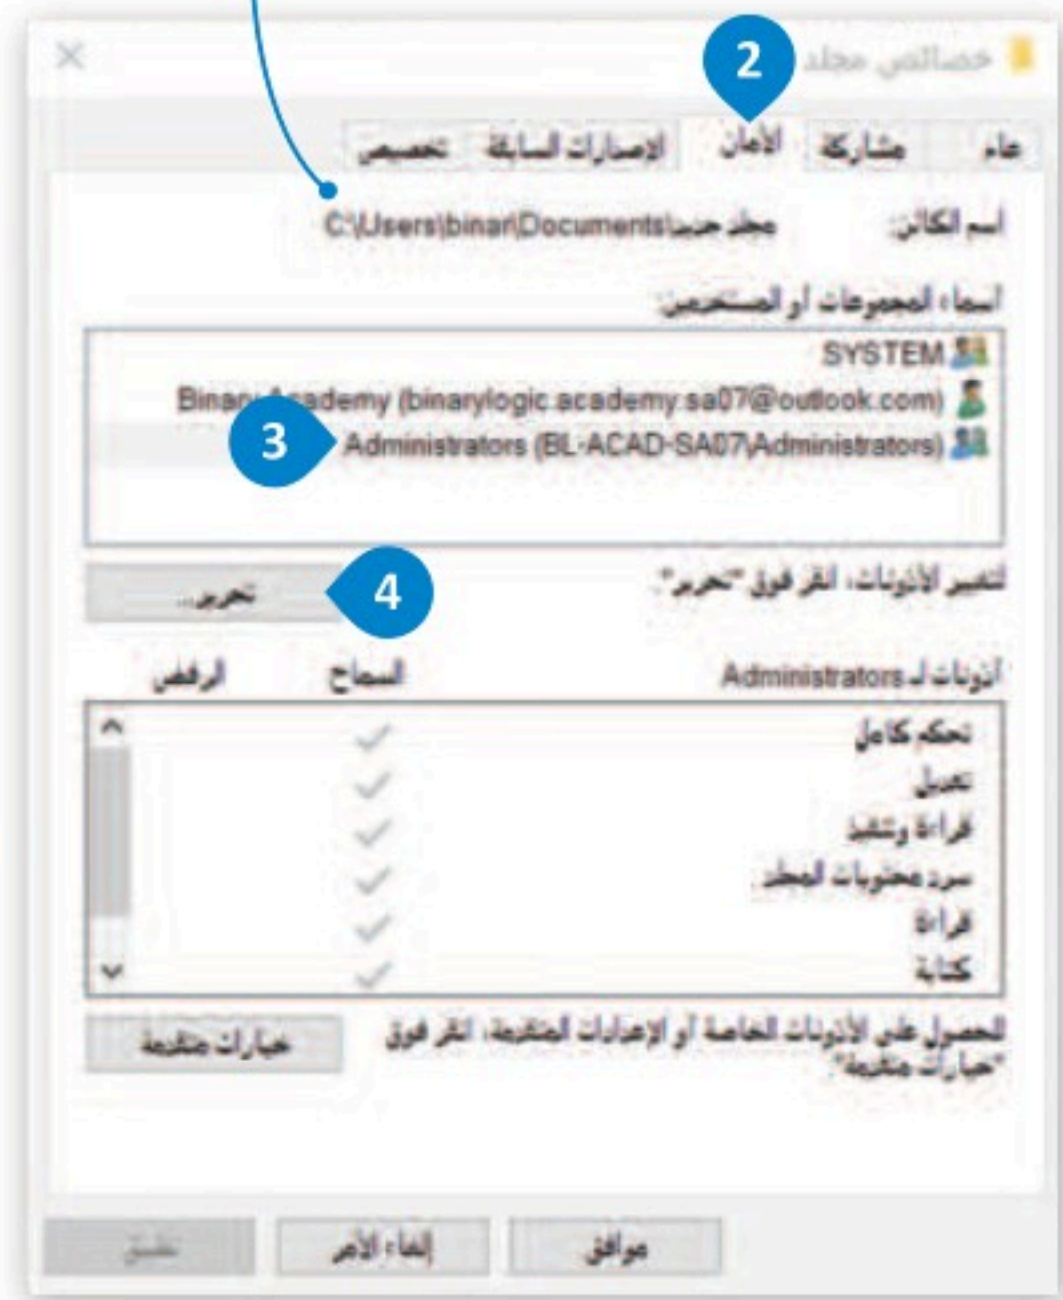 خصائص مجلد
2
عام
مشاركة
الأمان
الاصدارات السابقة
تخصيص
اسم الكائن:
C:\Users\binar\Documents\مجلد جديد
أسماء المجموعات أو المستخدمين:
SYSTEM
Binary Academy (binarylogic.academy.sa07@outlook.com)
3
Administrators (BL-ACAD-SA07\Administrators)
لتغيير الأذونات، انقر فوق "تحرير".
4
تحرير...
أذونات لـ Administrators
السماح
الرفض
تحكم كامل
تعديل
قراءة وتنفيذ
سرد محتويات المجلد
قراءة
كتابة
للحصول على الأذونات الخاصة أو الإعدادات المتقدمة، انقر فوق
"خيارات متقدمة".
خيارات متقدمة
موافق
إلغاء الأمر
تطبيق